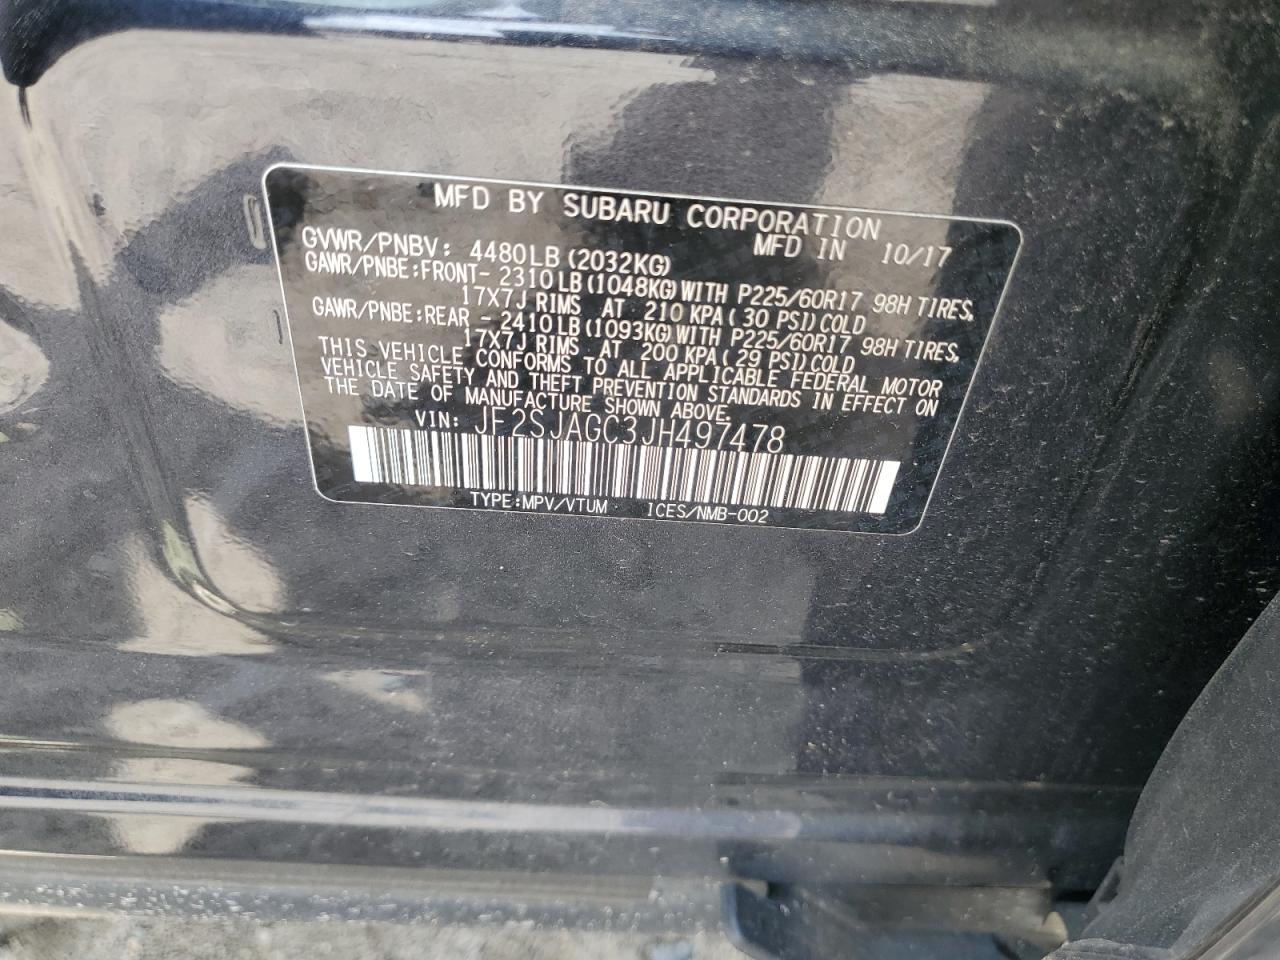 MFD BY SUBARU CORPORATION
MFD IN 10/17
GVWR/PNBV: 4480LB (2032KG)
GAWR/PNBE:FRONT- 2310LB (1048KG) WITH P225/60R17 98H TIRES,
17X7J RIMS AT 210 KPA ( 30 PSI) COLD
GAWR/PNBE:REAR - 2410LB (1093KG) WITH P225/60R17 98H TIRES,
17X7J RIMS AT 200 KPA ( 29 PSI) COLD
THIS VEHICLE CONFORMS TO ALL APPLICABLE FEDERAL MOTOR
VEHICLE SAFETY AND THEFT PREVENTION STANDARDS IN EFFECT ON
THE DATE OF MANUFACTURE SHOWN ABOVE.
VIN: JF2SJAGC3JH497478
TYPE:MPV/VTUM ICES/NMB-002